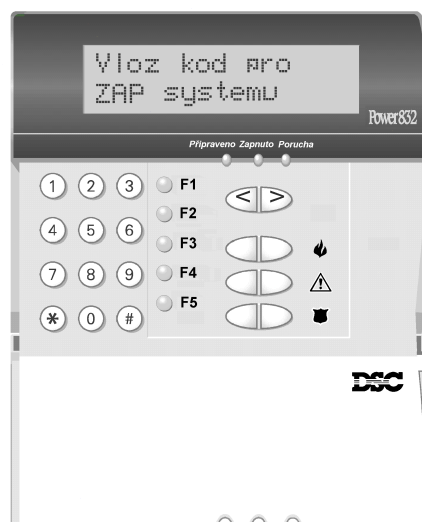 Vloz kod pro
ZAP systemu
Power832
Připraveno Zapnuto Porucha
< >
1 2 3 F1
F2
4 5 6 F3
7 8 9 F4
* 0 # F5
DSC